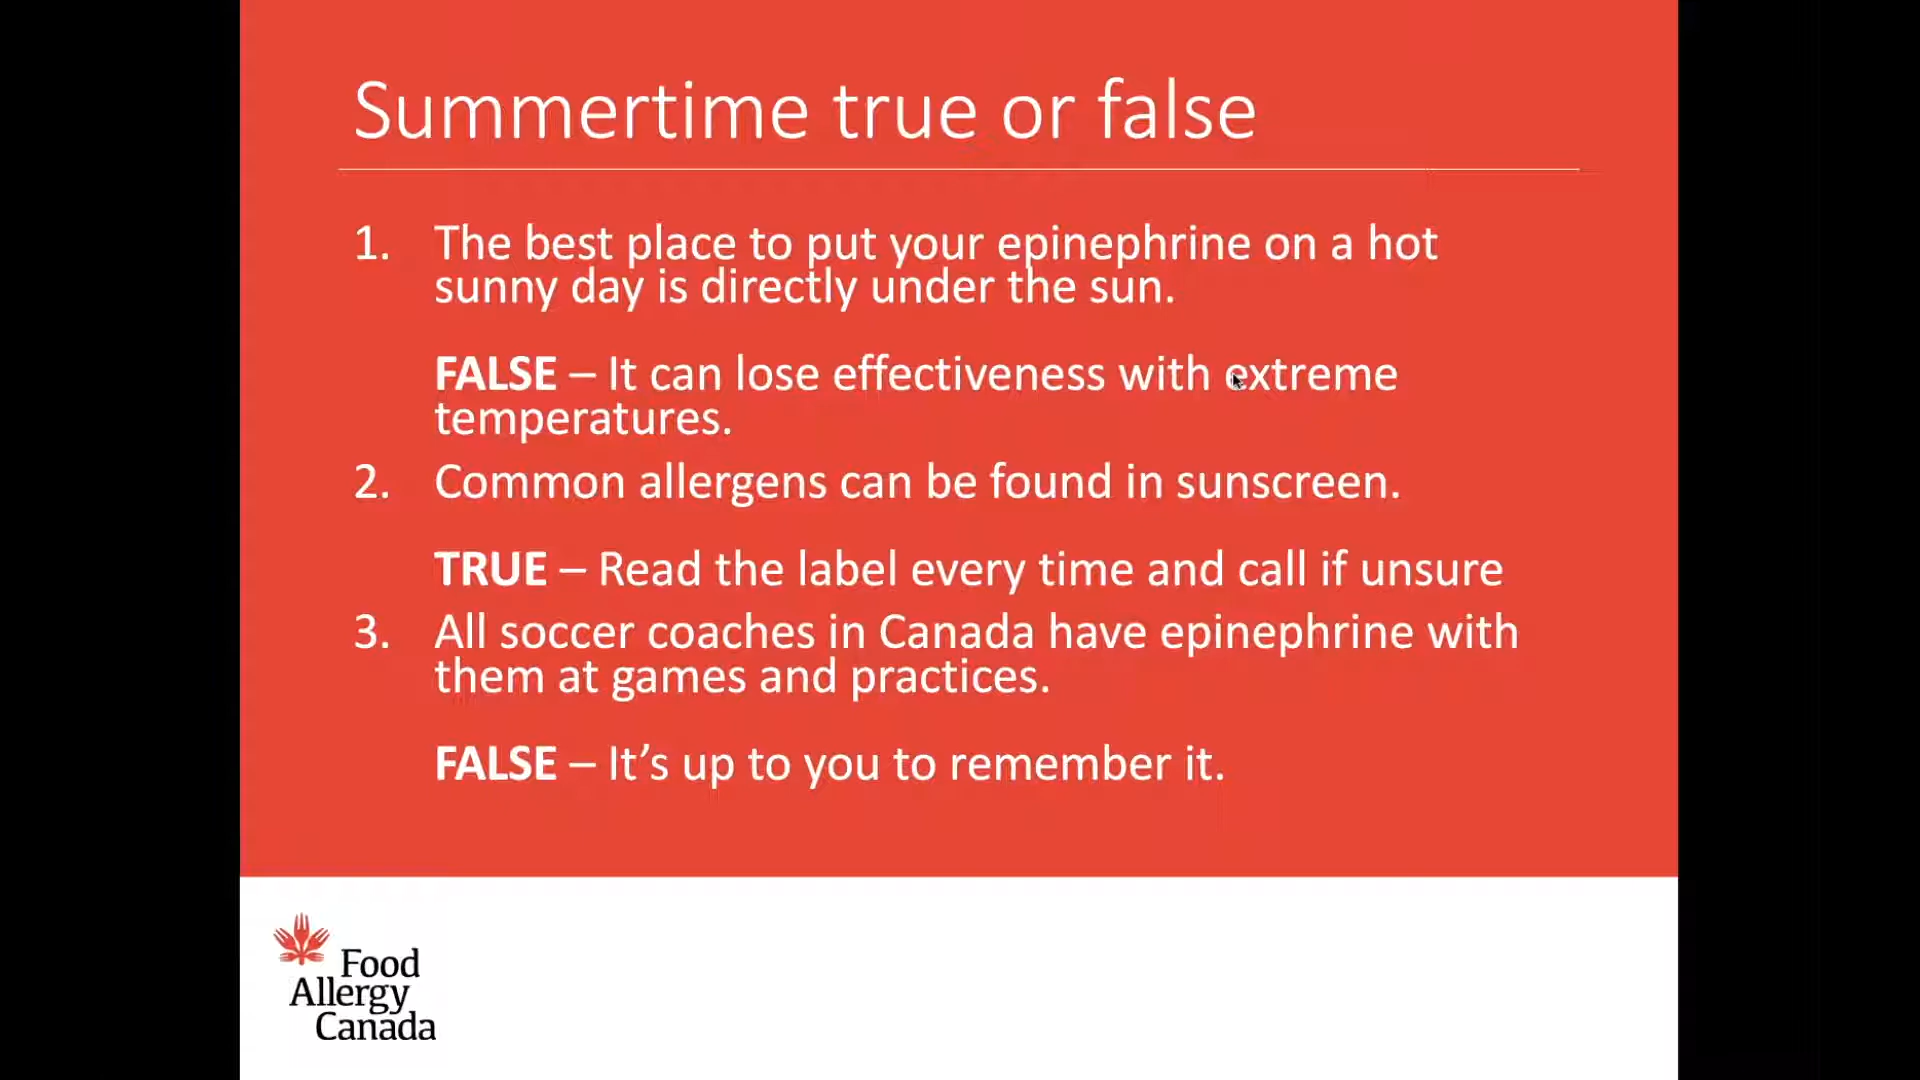 Summertime true or false
1. The best place to put your epinephrine on a hot
sunny day is directly under the sun.
FALSE – It can lose effectiveness with extreme
temperatures.
2. Common allergens can be found in sunscreen.
TRUE – Read the label every time and call if unsure
3. All soccer coaches in Canada have epinephrine with
them at games and practices.
FALSE – It’s up to you to remember it.
Food
Allergy
Canada